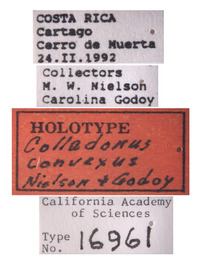 COSTA RICA
Cartago
Cerro de Muerta
24.II.1992
Collectors
M. W. Nielson
Carolina Godoy
HOLOTYPE
Colladonus
convexus
Nielson & Godoy
California Academy
of Sciences
Type
No. 16961